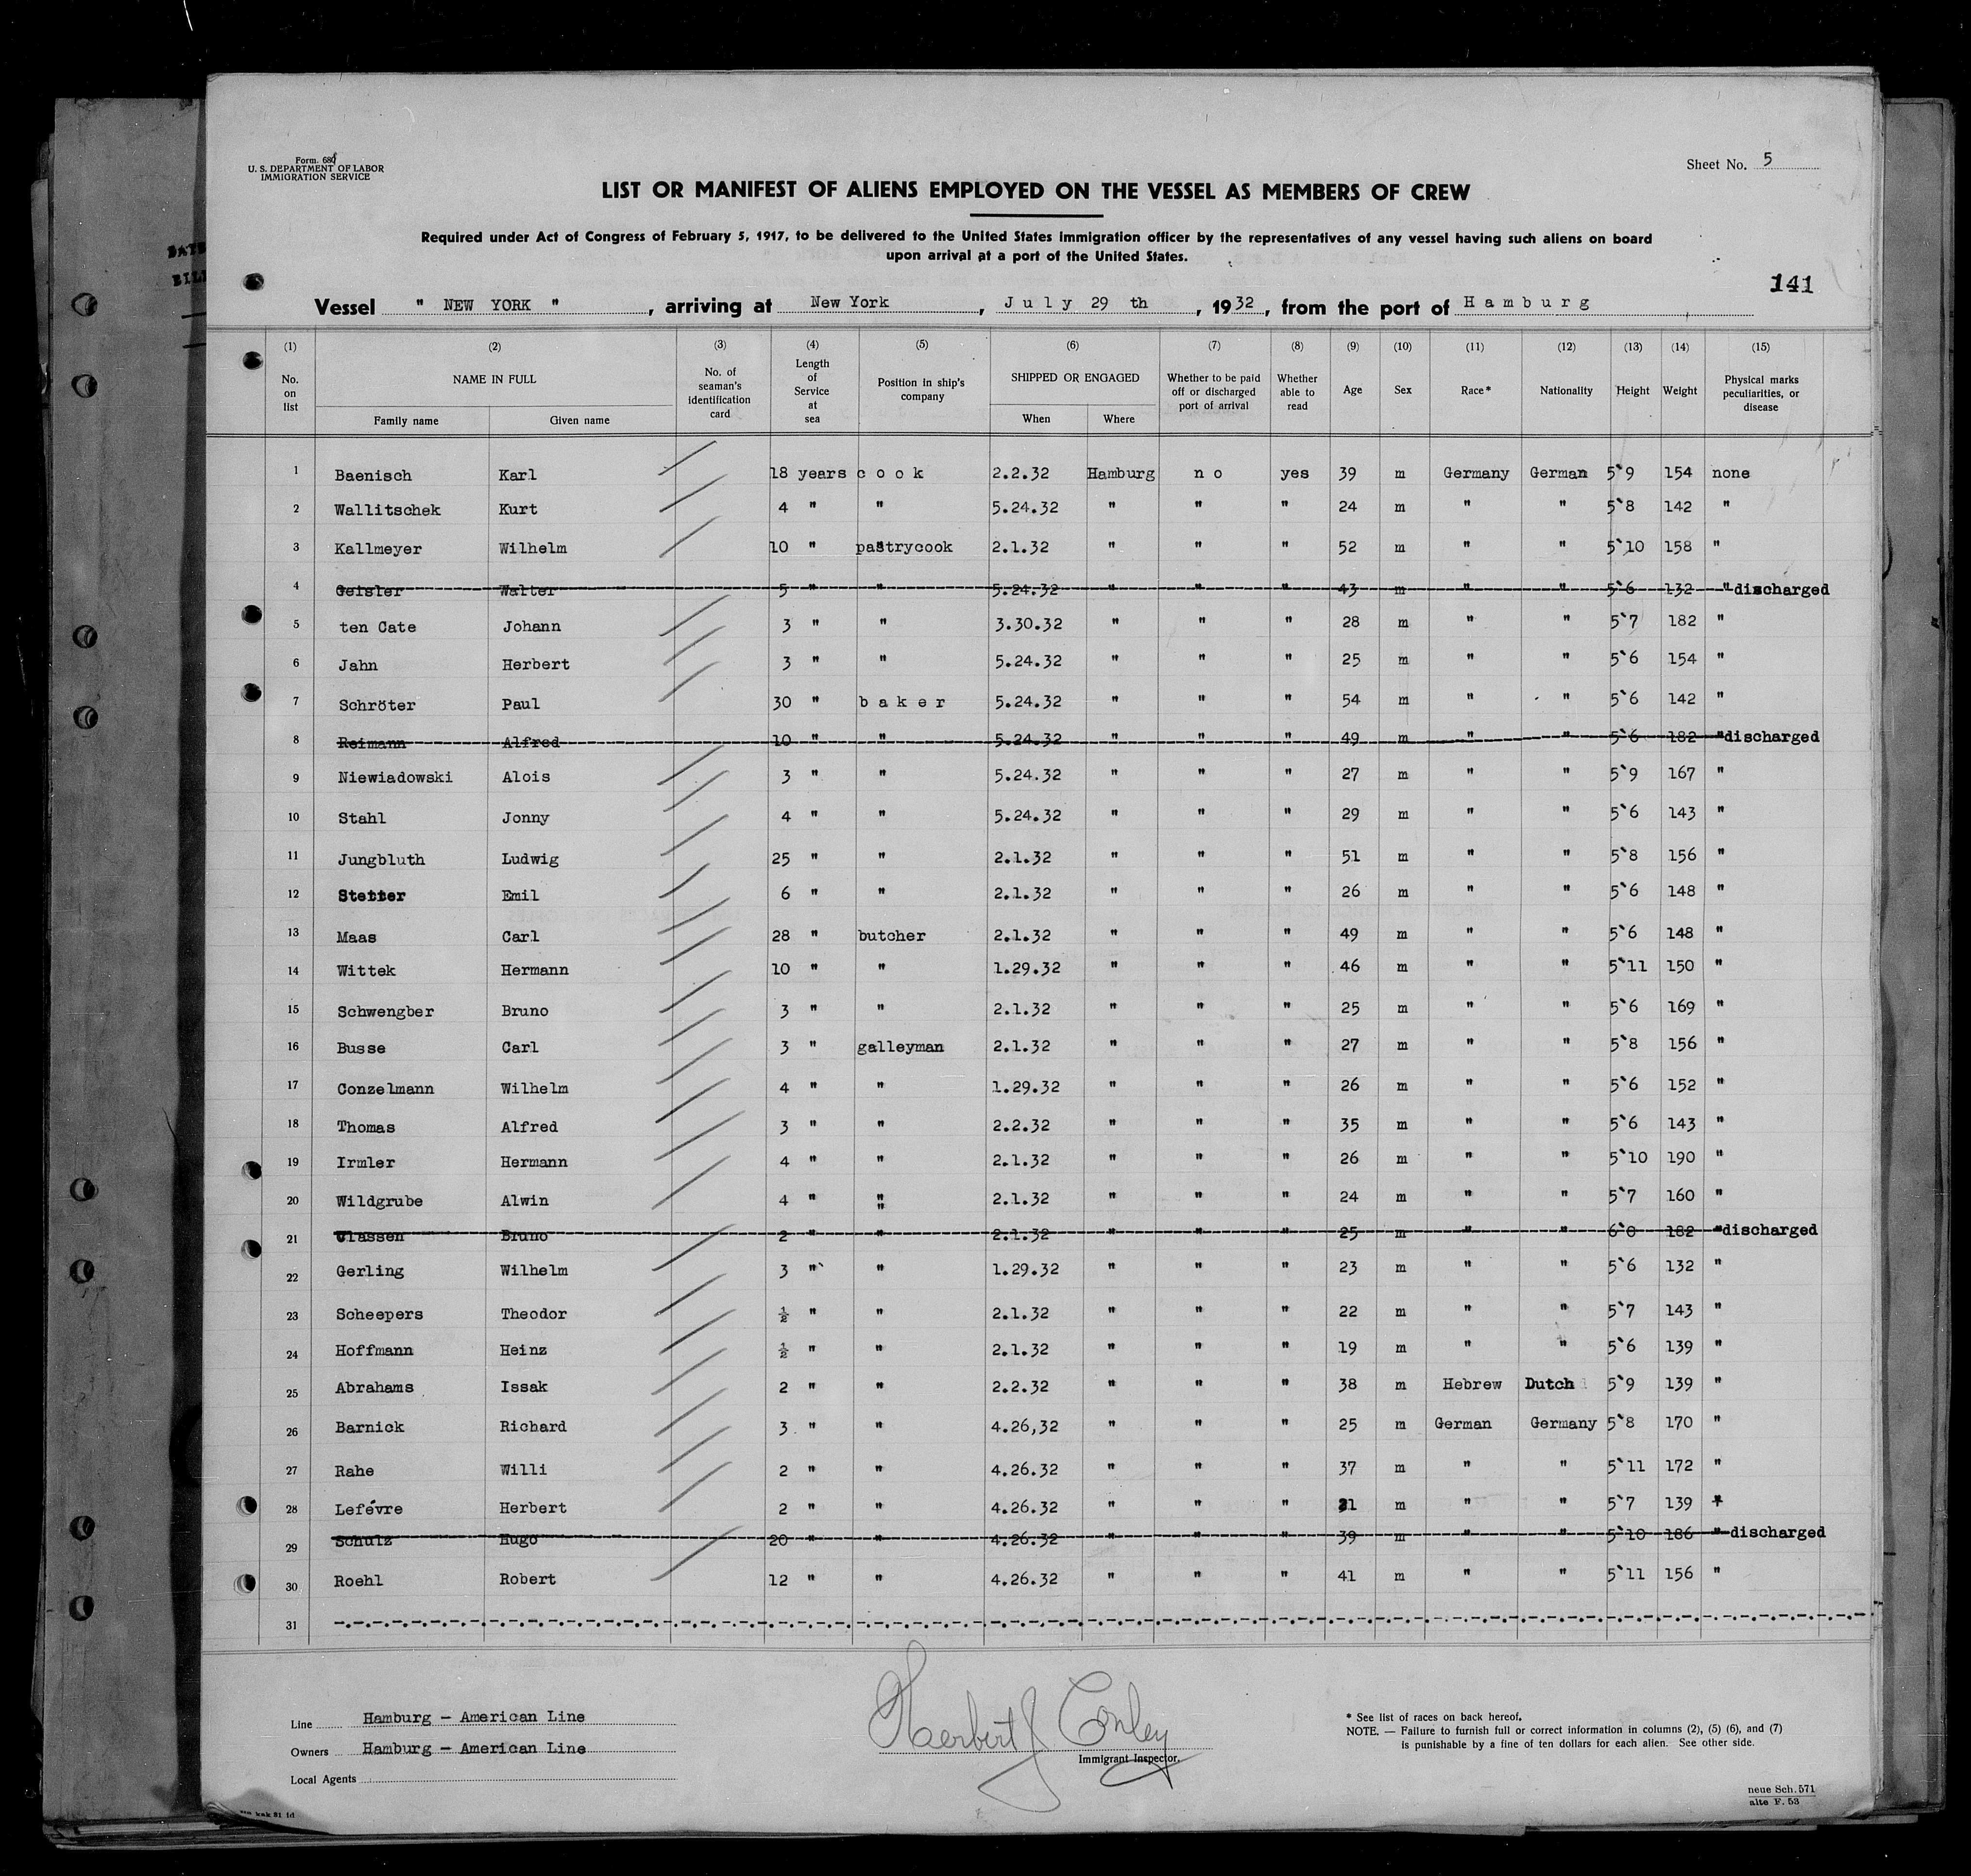 Form. 680
U. S. DEPARTMENT OF LABOR
IMMIGRATION SERVICE
Sheet No. 5
LIST OR MANIFEST OF ALIENS EMPLOYED ON THE VESSEL AS MEMBERS OF CREW
Required under Act of Congress of February 5, 1917, to be delivered to the United States Immigration officer by the representatives of any vessel having such aliens on board
upon arrival at a port of the United States.
141
Vessel " NEW YORK ", arriving at New York, July 29 th, 1932, from the port of Hamburg
(1) (2) (3) (4) (5) (6) (7) (8) (9) (10) (11) (12) (13) (14) (15)
No. on list NAME IN FULL Family name Given name No. of seaman's identification card Length of Service at sea Position in ship's company SHIPPED OR ENGAGED When Where Whether to be paid off or discharged port of arrival Whether able to read Age Sex Race* Nationality Height Weight Physical marks peculiarities, or disease
1 Baenisch Karl 18 years cook 2.2.32 Hamburg no yes 39 m Germany German 5'9 154 none
2 Wallitschek Kurt 4 " " 5.24.32 " " " 24 m " " 5'8 142 "
3 Kallmeyer Wilhelm 10 " pastrycook 2.1.32 " " " 52 m " " 5'10 158 "
4 Geisler Walter 5 " " 5.24.32 " " " 43 m " " 5'6 132 " discharged
5 ten Cate Johann 3 " " 3.30.32 " " " 28 m " " 5'7 182 "
6 Jahn Herbert 3 " " 5.24.32 " " " 25 m " " 5'6 154 "
7 Schröter Paul 30 " baker 5.24.32 " " " 54 m " " 5'6 142 "
8 Reimann Alfred 10 " " 5.24.32 " " " 49 m " " 5'6 182 " discharged
9 Niewiadowski Alois 3 " " 5.24.32 " " " 27 m " " 5'9 167 "
10 Stahl Jonny 4 " " 5.24.32 " " " 29 m " " 5'6 143 "
11 Jungbluth Ludwig 25 " " 2.1.32 " " " 51 m " " 5'8 156 "
12 Stetter Emil 6 " " 2.1.32 " " " 26 m " " 5'6 148 "
13 Maas Carl 28 " butcher 2.1.32 " " " 49 m " " 5'6 148 "
14 Wittek Hermann 10 " " 1.29.32 " " " 46 m " " 5'11 150 "
15 Schwengber Bruno 3 " " 2.1.32 " " " 25 m " " 5'6 169 "
16 Busse Carl 3 " galleyman 2.1.32 " " " 27 m " " 5'8 156 "
17 Conzelmann Wilhelm 4 " " 1.29.32 " " " 26 m " " 5'6 152 "
18 Thomas Alfred 3 " " 2.2.32 " " " 35 m " " 5'6 143 "
19 Irmler Hermann 4 " " 2.1.32 " " " 26 m " " 5'10 190 "
20 Wildgrube Alwin 4 " " 2.1.32 " " " 24 m " " 5'7 160 "
21 Classen Bruno 2 " " 2.1.32 " " " 25 m " " 6'0 182 " discharged
22 Gerling Wilhelm 3 " " 1.29.32 " " " 23 m " " 5'6 132 "
23 Scheepers Theodor ½ " " 2.1.32 " " " 22 m " " 5'7 143 "
24 Hoffmann Heinz ½ " " 2.1.32 " " " 19 m " " 5'6 139 "
25 Abrahams Issak 2 " " 2.2.32 " " " 38 m Hebrew Dutch 5'9 139 "
26 Barnick Richard 3 " " 4.26,32 " " " 25 m German Germany 5'8 170 "
27 Rahe Willi 2 " " 4.26.32 " " " 37 m " " 5'11 172 "
28 Lefévre Herbert 2 " " 4.26.32 " " " 31 m " " 5'7 139 "
29 Schulz Hugo 20 " " 4.26.32 " " " 39 m " " 5'10 186 " discharged
30 Roehl Robert 12 " " 4.26.32 " " " 41 m " " 5'11 156 "
31
Line Hamburg - American Line
Owners Hamburg - American Line
Local Agents
Herbert J Conley
Immigrant Inspector.
* See list of races on back hereof.
NOTE. — Failure to furnish full or correct information in columns (2), (5) (6), and (7)
is punishable by a fine of ten dollars for each alien. See other side.
neue Sch. 571
alte F. 53